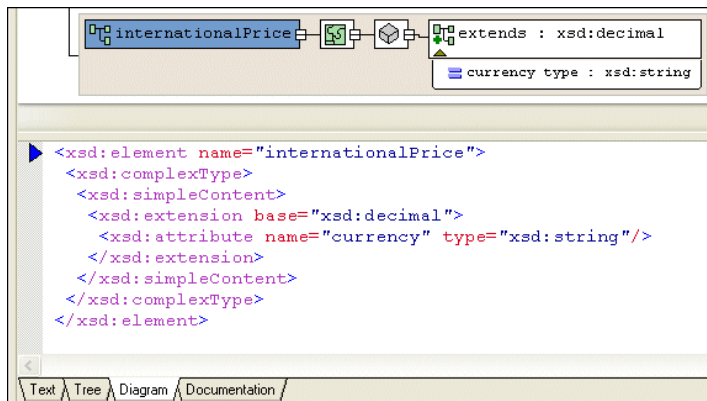 internationalPrice
extends : xsd:decimal
currency type : xsd:string
<xsd:element name="internationalPrice">
<xsd:complexType>
<xsd:simpleContent>
<xsd:extension base="xsd:decimal">
<xsd:attribute name="currency" type="xsd:string"/>
</xsd:extension>
</xsd:simpleContent>
</xsd:complexType>
</xsd:element>
Text Tree Diagram Documentation